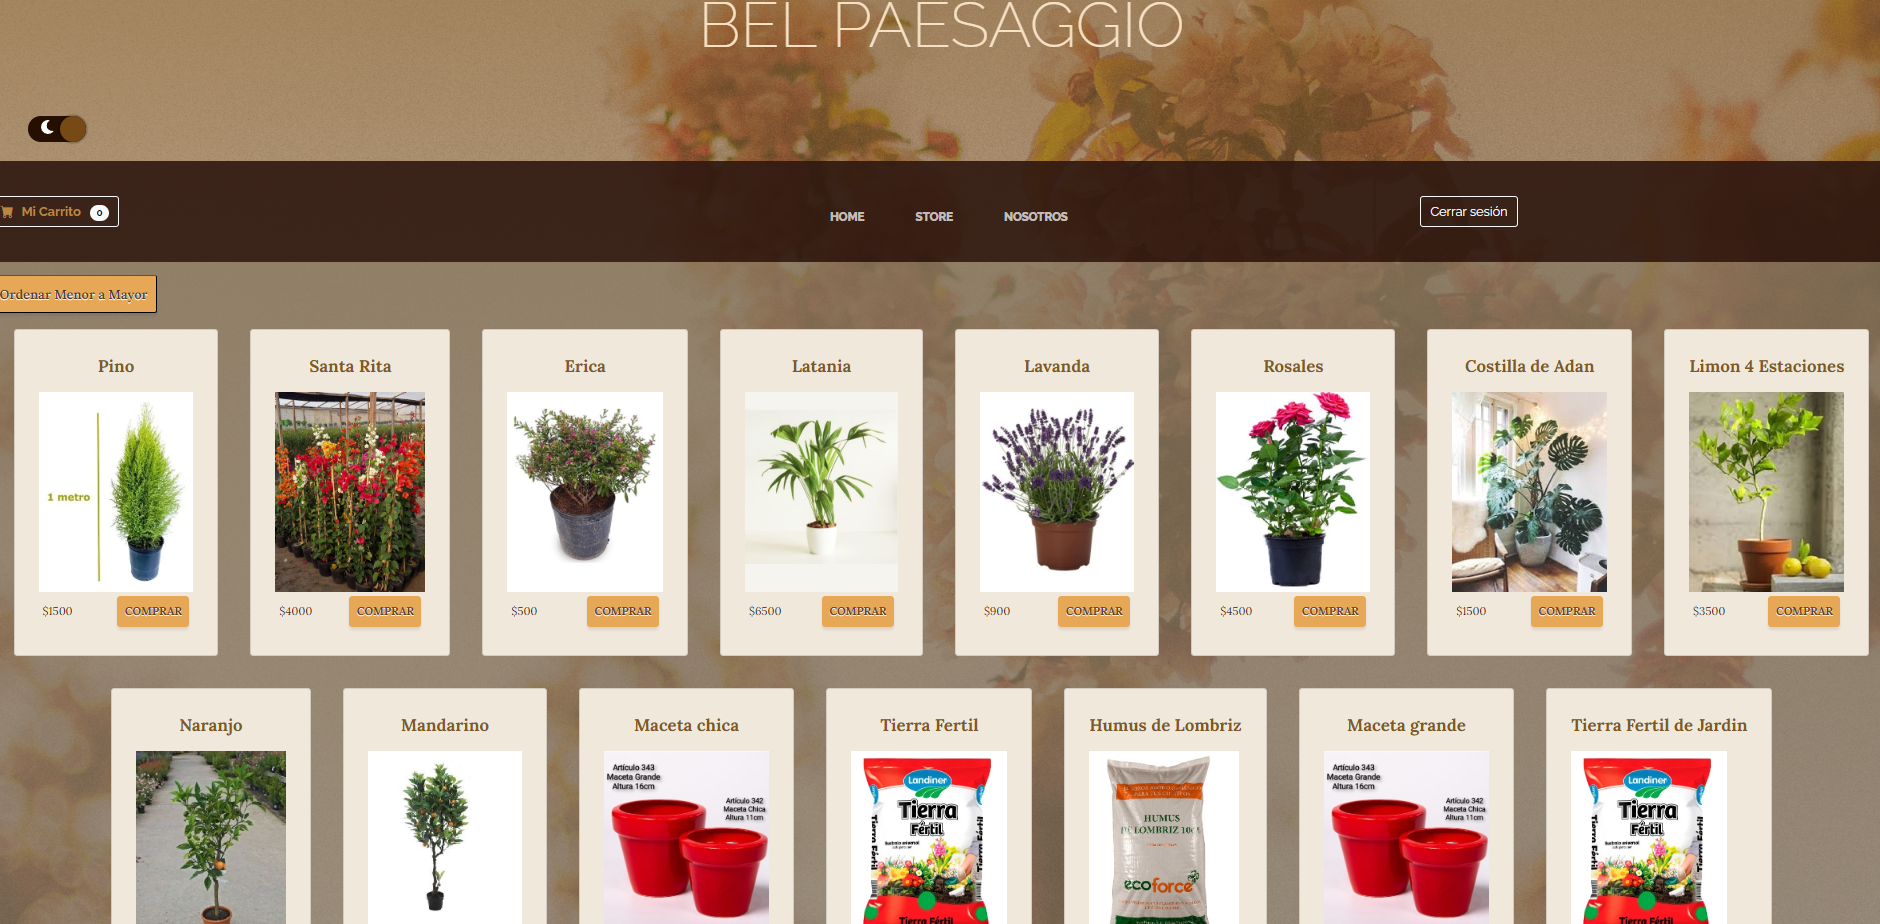 BEL PAESAGGIO
Mi Carrito 0
HOME STORE NOSOTROS
Cerrar sesión
Ordenar Menor a Mayor
Pino
1 metro
$1500 COMPRAR
Santa Rita
$4000 COMPRAR
Erica
$500 COMPRAR
Latania
$6500 COMPRAR
Lavanda
$900 COMPRAR
Rosales
$4500 COMPRAR
Costilla de Adan
$1500 COMPRAR
Limon 4 Estaciones
$3500 COMPRAR
Naranjo
Mandarino
Maceta chica
Artículo 343
Maceta Grande
Altura 16cm
Artículo 342
Maceta Chica
Altura 11cm
Tierra Fertil
Landiner
Tierra
Fértil
Tierra Fértil
Humus de Lombriz
HUMUS
DE LOMBRIZ 100%
ecoforce
Maceta grande
Artículo 343
Maceta Grande
Altura 16cm
Artículo 342
Maceta Chica
Altura 11cm
Tierra Fertil de Jardin
Landiner
Tierra
Fértil
Tierra Fértil